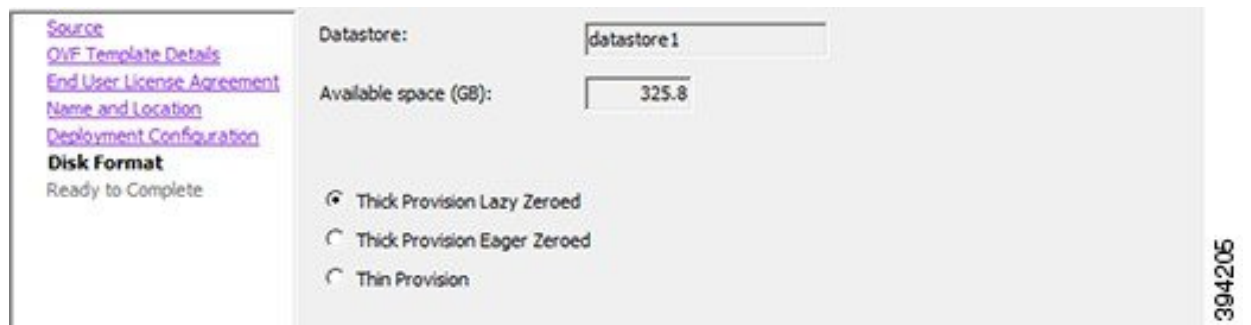 Source
OVF Template Details
End User License Agreement
Name and Location
Deployment Configuration
Disk Format
Ready to Complete
Datastore:
datastore1
Available space (GB):
325.8
Thick Provision Lazy Zeroed
Thick Provision Eager Zeroed
Thin Provision
394205